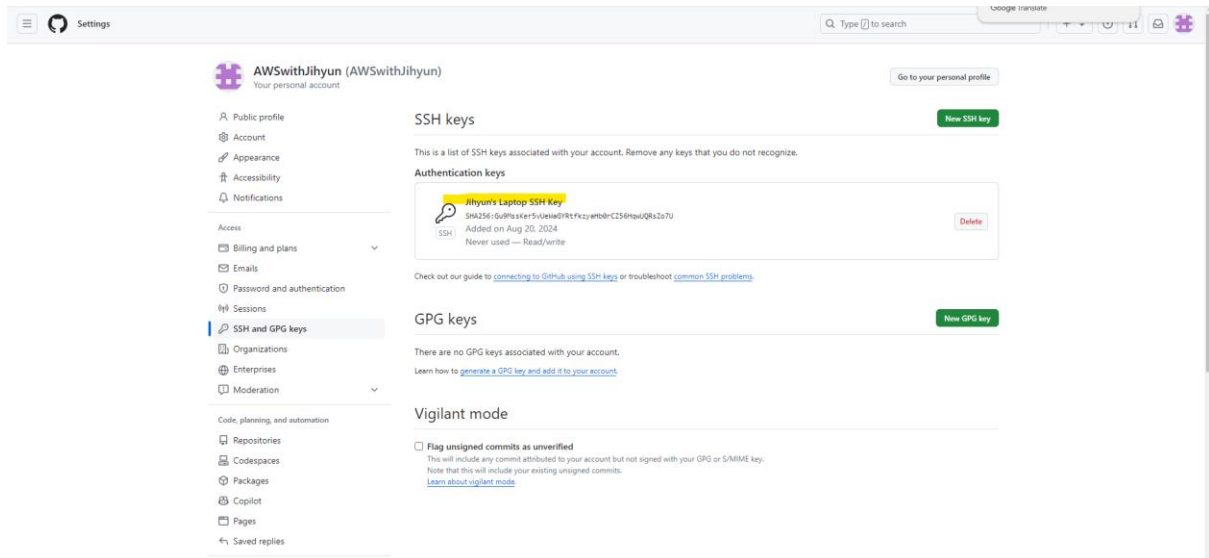 Google Translate
Settings
Type / to search
AWSwithJihyun (AWSwithJihyun)
Your personal account
Go to your personal profile
Public profile
Account
Appearance
Accessibility
Notifications
Access
Billing and plans
Emails
Password and authentication
Sessions
SSH and GPG keys
Organizations
Enterprises
Moderation
Code, planning, and automation
Repositories
Codespaces
Packages
Copilot
Pages
Saved replies
SSH keys
New SSH key
This is a list of SSH keys associated with your account. Remove any keys that you do not recognize.
Authentication keys
Jihyun's Laptop SSH Key
SSH
Added on Aug 20, 2024
Never used — Read/write
Delete
Check out our guide to connecting to GitHub using SSH keys or troubleshoot common SSH problems.
GPG keys
New GPG key
There are no GPG keys associated with your account.
Learn how to generate a GPG key and add it to your account.
Vigilant mode
Flag unsigned commits as unverified
This will include any commit attributed to your account but not signed with your GPG or S/MIME key.
Note that this will include your existing unsigned commits.
Learn about vigilant mode.